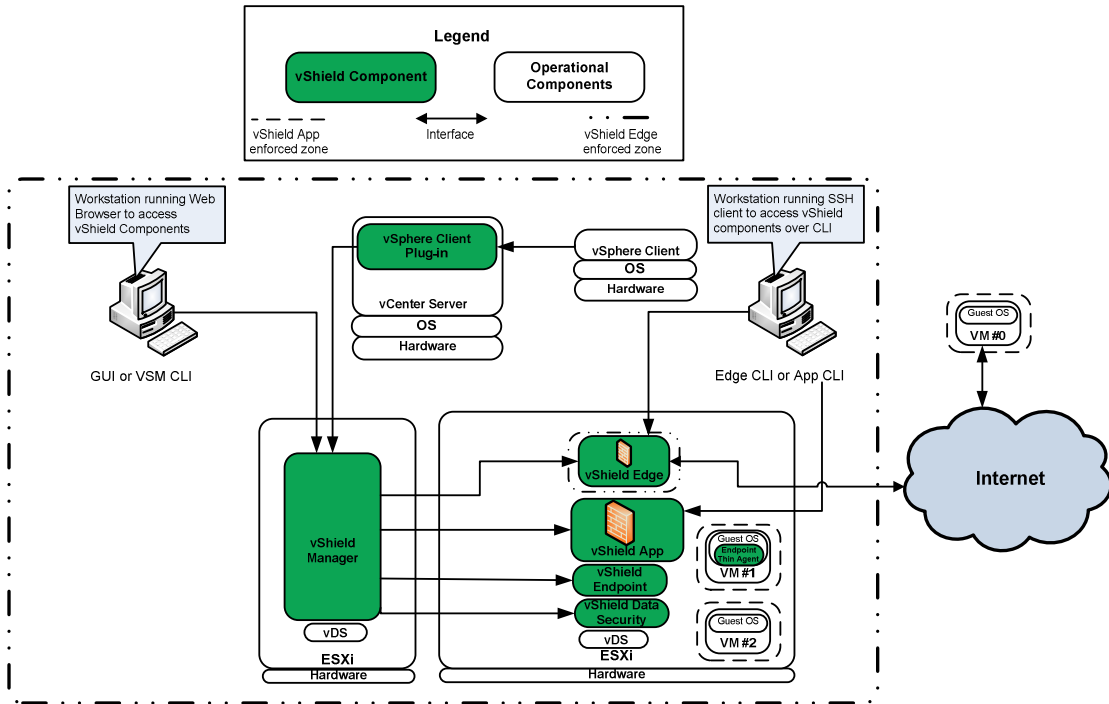 Legend
vShield Component
Operational
Components
vShield App
enforced zone
Interface
vShield Edge
enforced zone
Workstation running Web
Browser to access
vShield Components
Workstation running SSH
client to access vShield
components over CLI
vSphere Client
Plug-in
vCenter Server
OS
Hardware
vSphere Client
OS
Hardware
GUI or VSM CLI
Edge CLI or App CLI
Guest OS
VM #0
Internet
vShield
Manager
vDS
ESXi
Hardware
vShield Edge
vShield App
vShield
Endpoint
vShield Data
Security
vDS
ESXi
Hardware
Guest OS
Endpoint
Thin Agent
VM #1
Guest OS
VM #2